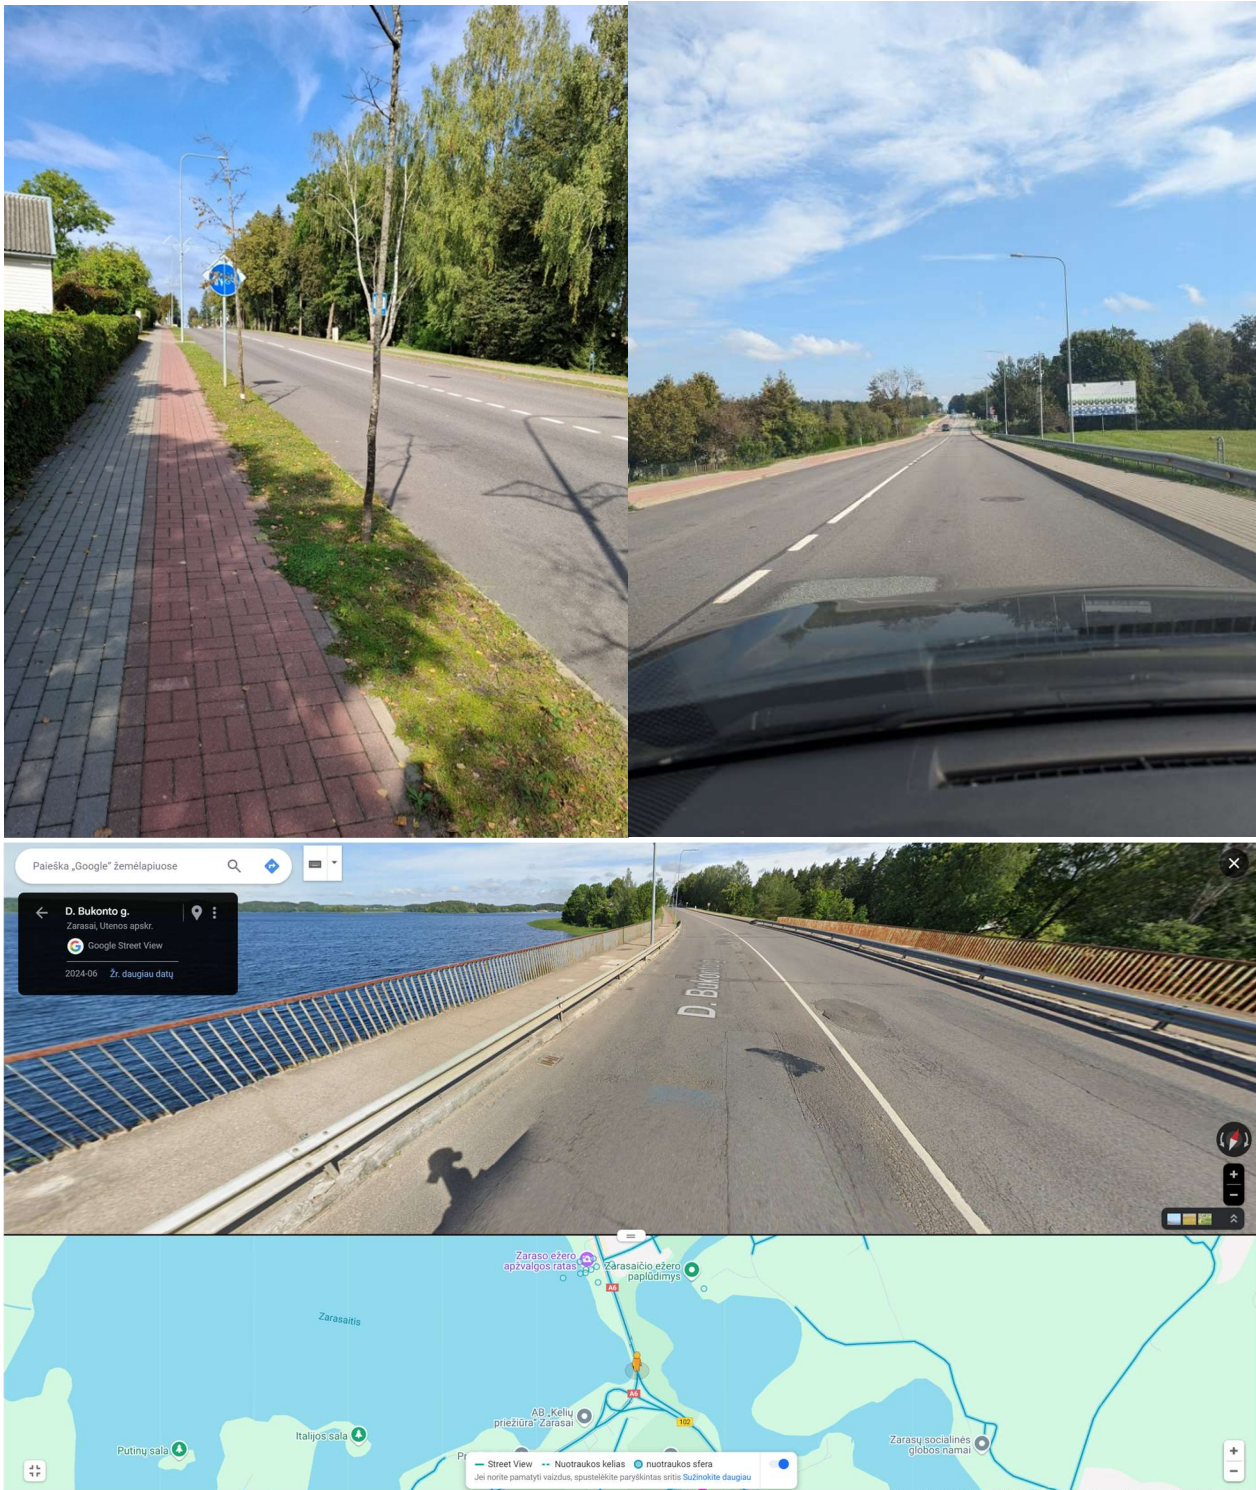 Paieška „Google“ žemėlapiuose
D. Bukonto g.
Zarasai, Utenos apskr.
Google Street View
2024-06 Žr. daugiau datų
D. Bukonto
Zaraso ežero
apžvalgos ratas
Zarasaičio ežero
paplūdimys
A6
Zarasaitis
A6
AB „Kelių
priežiūra“ Zarasai
102
Italijos sala
Putinų sala
Zarasų socialinės
globos namai
Street View Nuotraukos kelias nuotraukos sfera
Jei norite pamatyti vaizdus, spustelėkite paryškintas sritis Sužinokite daugiau